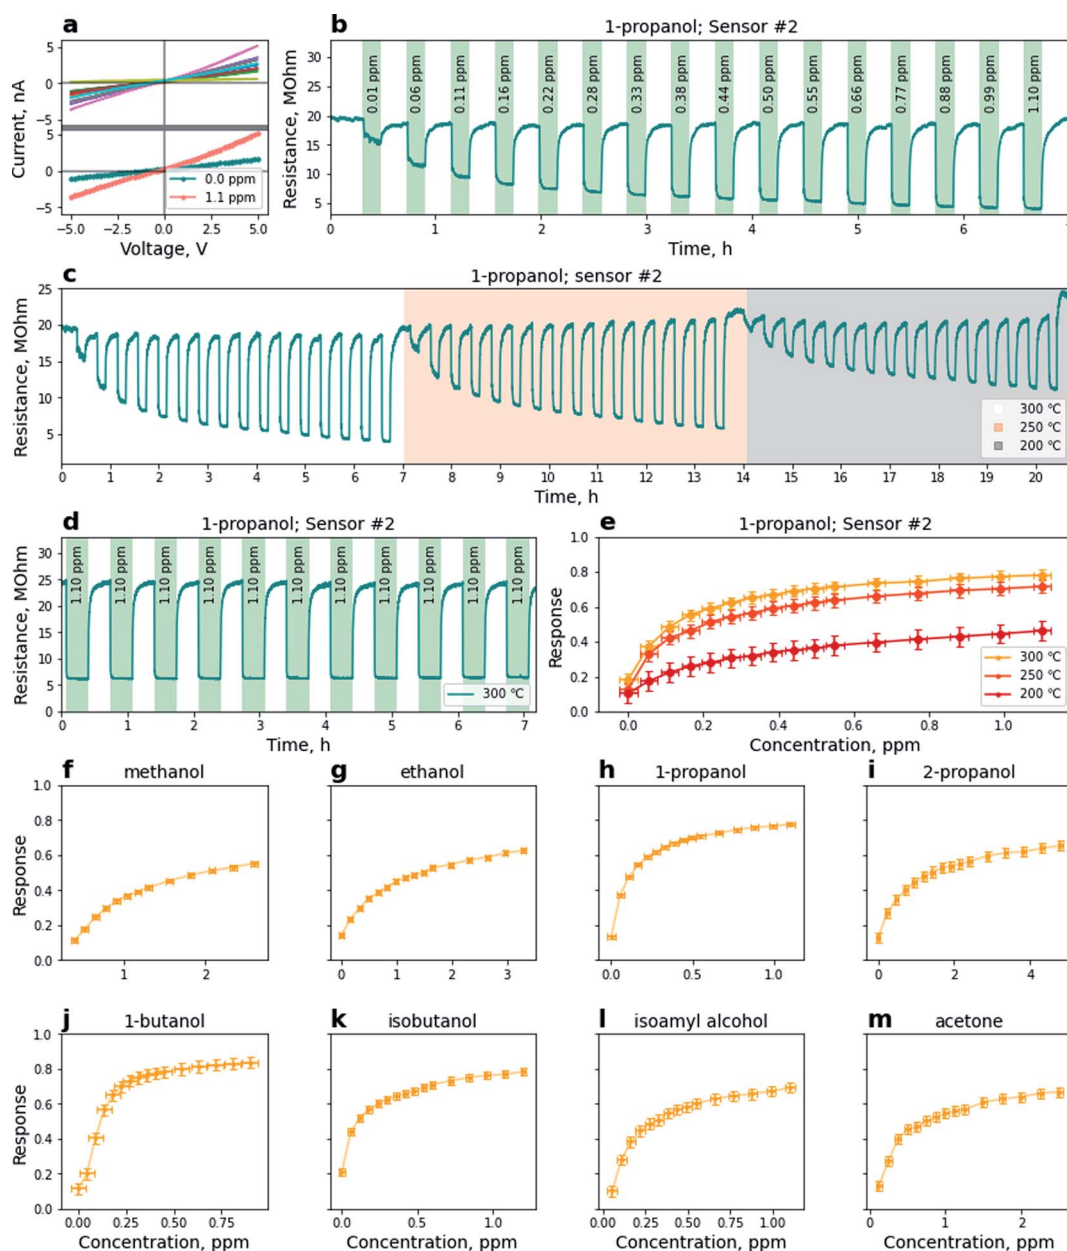 a
Current, nA
5
0
−5
5
0
−5
0.0 ppm
1.1 ppm
−5.0 −2.5 0.0 2.5 5.0
Voltage, V
b
1-propanol; Sensor #2
Resistance, MOhm
30
25
20
15
10
5
0.01 ppm
0.06 ppm
0.11 ppm
0.16 ppm
0.22 ppm
0.28 ppm
0.33 ppm
0.38 ppm
0.44 ppm
0.50 ppm
0.55 ppm
0.66 ppm
0.77 ppm
0.88 ppm
0.99 ppm
1.10 ppm
0 1 2 3 4 5 6
Time, h
c
1-propanol; sensor #2
Resistance, MOhm
25
20
15
10
5
300 °C
250 °C
200 °C
0 1 2 3 4 5 6 7 8 9 10 11 12 13 14 15 16 17 18 19 20
Time, h
d
1-propanol; Sensor #2
Resistance, MOhm
30
25
20
15
10
5
0
1.10 ppm
1.10 ppm
1.10 ppm
1.10 ppm
1.10 ppm
1.10 ppm
1.10 ppm
1.10 ppm
1.10 ppm
1.10 ppm
1.10 ppm
300 °C
0 1 2 3 4 5 6 7
Time, h
e
1-propanol; Sensor #2
Response
1.0
0.8
0.6
0.4
0.2
0.0
300 °C
250 °C
200 °C
0.0 0.2 0.4 0.6 0.8 1.0
Concentration, ppm
f
methanol
Response
1.0
0.8
0.6
0.4
0.2
0.0
1 2
g
ethanol
0 1 2 3
h
1-propanol
0.0 0.5 1.0
i
2-propanol
0 2 4
j
1-butanol
Response
1.0
0.8
0.6
0.4
0.2
0.0
0.00 0.25 0.50 0.75
Concentration, ppm
k
isobutanol
0.0 0.5 1.0
Concentration, ppm
l
isoamyl alcohol
0.00 0.25 0.50 0.75 1.00
Concentration, ppm
m
acetone
0 1 2
Concentration, ppm